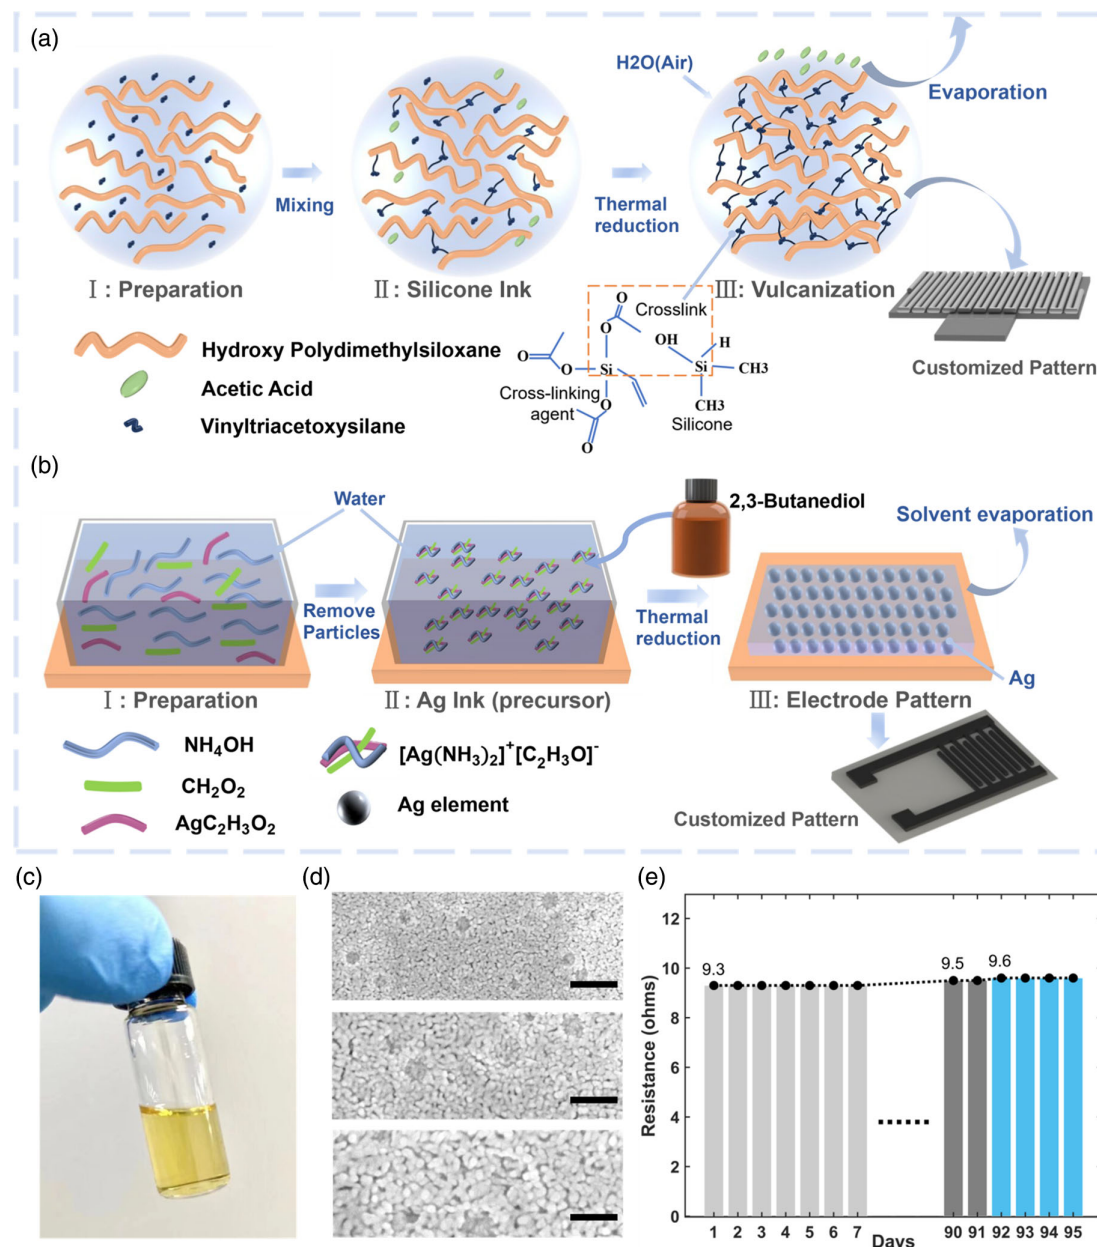 (a)
H2O(Air)
Evaporation
Mixing
Thermal
reduction
Ⅰ : Preparation
Ⅱ : Silicone Ink
Ⅲ: Vulcanization
Hydroxy Polydimethylsiloxane
Acetic Acid
Vinyltriacetoxysilane
O
O
Crosslink
O
OH
H
O
Si
Si
CH3
Cross-linking
agent
O
CH3
O
Silicone
Customized Pattern
(b)
Water
2,3-Butanediol
Solvent evaporation
Remove
Particles
Thermal
reduction
Ag
Ⅰ : Preparation
Ⅱ : Ag Ink (precursor)
Ⅲ: Electrode Pattern
NH₄OH
CH₂O₂
AgC₂H₃O₂
[Ag(NH₃)₂]⁺[C₂H₃O]⁻
Ag element
Customized Pattern
(c)
(d)
(e)
Resistance (ohms)
12
10
8
6
4
2
0
9.3
9.5
9.6
1 2 3 4 5 6 7 90 91 92 93 94 95
Days